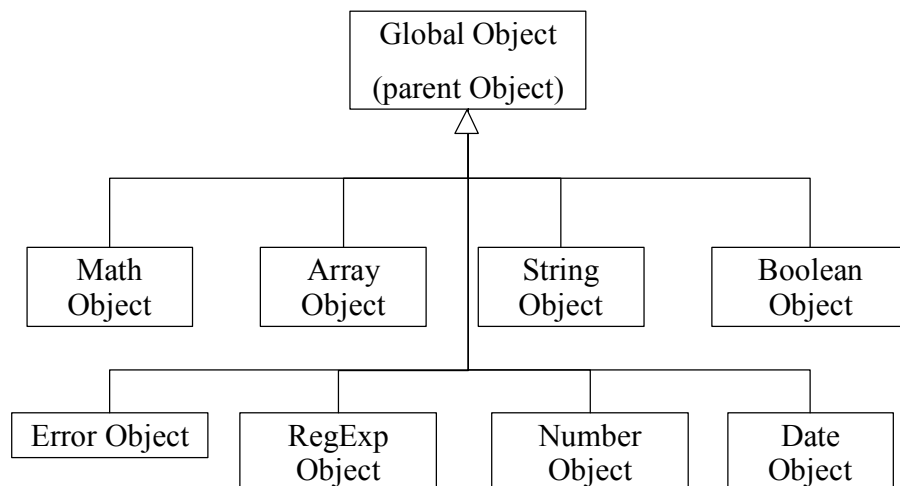 Global Object
(parent Object)
Math
Object
Array
Object
String
Object
Boolean
Object
Error Object
RegExp
Object
Number
Object
Date
Object